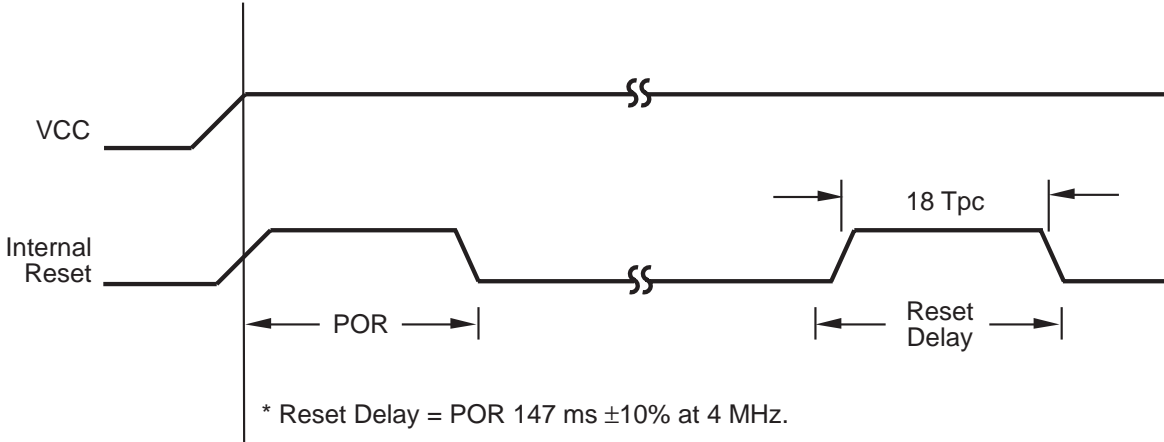 VCC
18 Tpc
Internal
Reset
POR
Reset
Delay
* Reset Delay = POR 147 ms ±10% at 4 MHz.